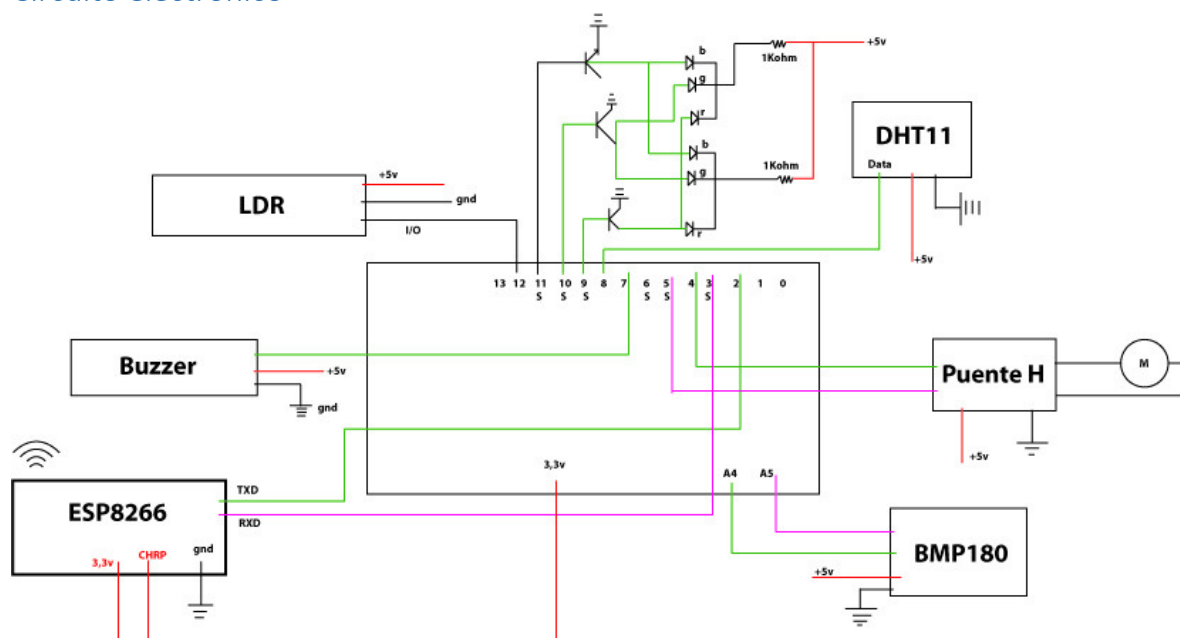 b
+5v
1Kohm
g
r
DHT11
Data
b
1Kohm
g
+5v
LDR
gnd
I/O
r
+5v
13 12 11 10 9 8 7 6 5 4 3 2 1 0
S S S S S S
Buzzer
+5v
gnd
Puente H
M
+5v
3,3v
A4 A5
TXD
ESP8266
RXD
gnd
CHRP
3,3v
BMP180
+5v